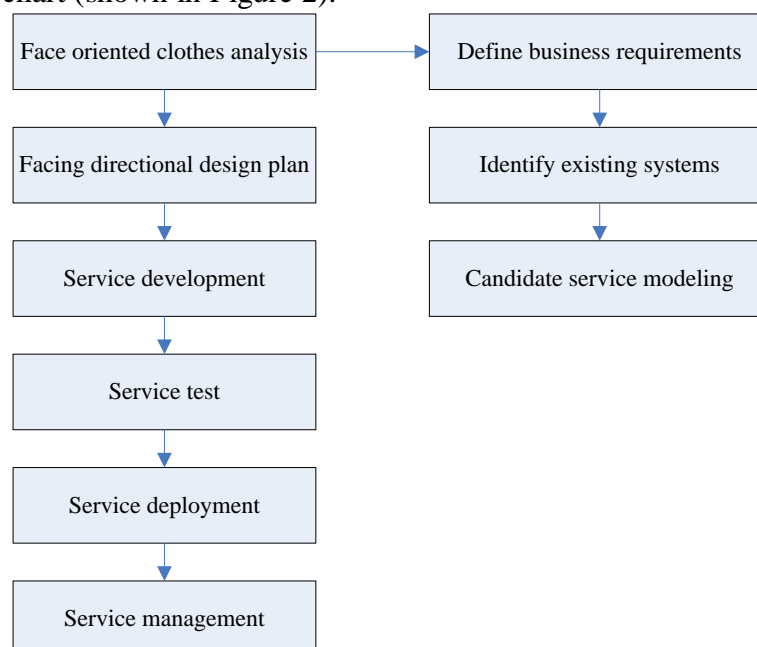 chart (shown in Figure 2).
Face oriented clothes analysis
Define business requirements
Facing directional design plan
Identify existing systems
Service development
Candidate service modeling
Service test
Service deployment
Service management